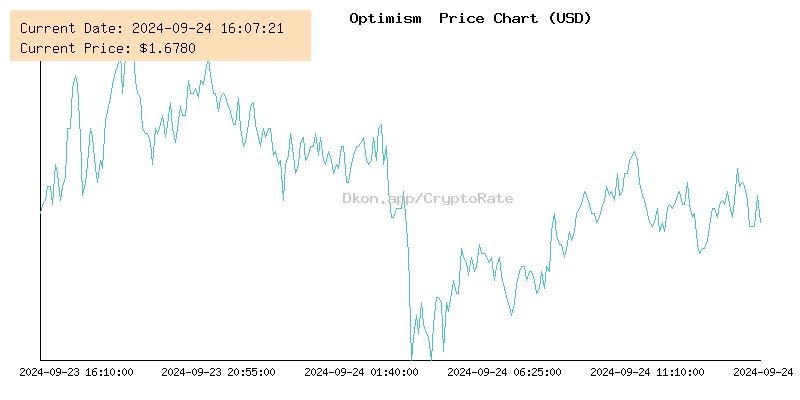 Optimism  Price Chart (USD)
Current Date: 2024-09-24 16:07:21
Current Price: $1.6780
Dkon.app/CryptoRate
2024-09-23 16:10:00 2024-09-23 20:55:00 2024-09-24 01:40:00 2024-09-24 06:25:00 2024-09-24 11:10:00 2024-09-24